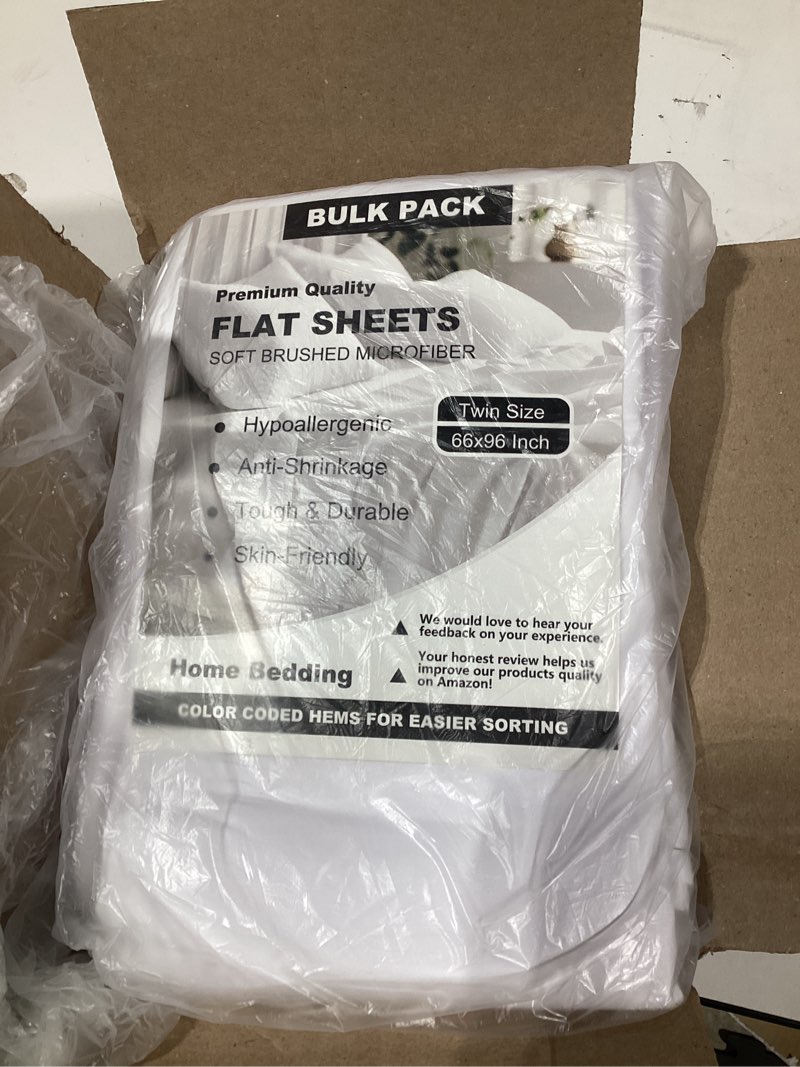 BULK PACK
Premium Quality
FLAT SHEETS
SOFT BRUSHED MICROFIBER
Twin Size
66x96 Inch
• Hypoallergenic
• Anti-Shrinkage
• Tough & Durable
• Skin-Friendly
▲ We would love to hear your
feedback on your experience.
▲ Your honest review helps us
improve our products quality
on Amazon!
Home Bedding
COLOR CODED HEMS FOR EASIER SORTING